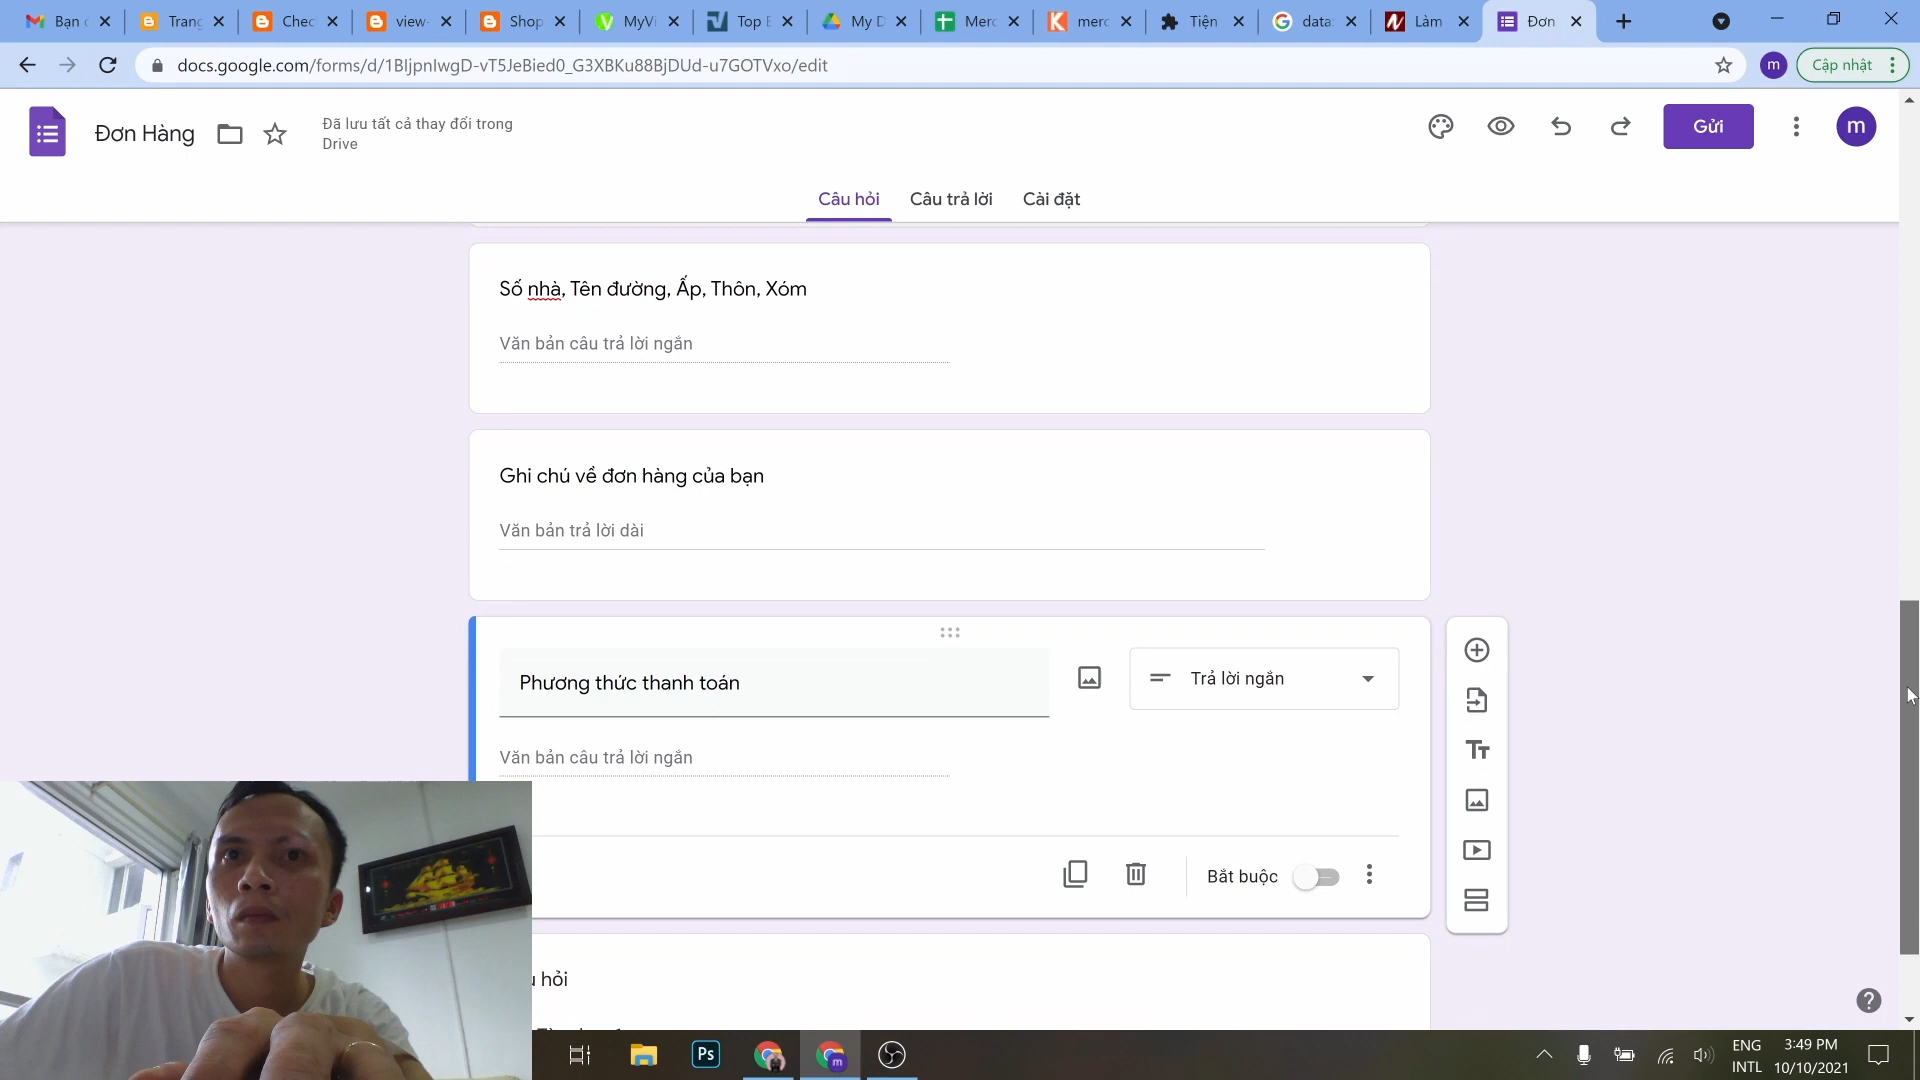 Bạn
Trang
Chec
view-
Shop
MyVi
Top E
My D
Merc
merc
Tiện
data:
Làm
Đơn
docs.google.com/forms/d/1BljpnIwgD-vT5JeBied0_G3XBKu88BjDUd-u7GOTVxo/edit
m
Cập nhật
Đơn Hàng
Đã lưu tất cả thay đổi trong
Drive
Gửi
m
Câu hỏi
Câu trả lời
Cài đặt
Số nhà, Tên đường, Ấp, Thôn, Xóm
Văn bản câu trả lời ngắn
Ghi chú về đơn hàng của bạn
Văn bản trả lời dài
Phương thức thanh toán
Trả lời ngắn
Văn bản câu trả lời ngắn
Bắt buộc
hỏi
Ps
m
ENG
INTL
3:49 PM
10/10/2021